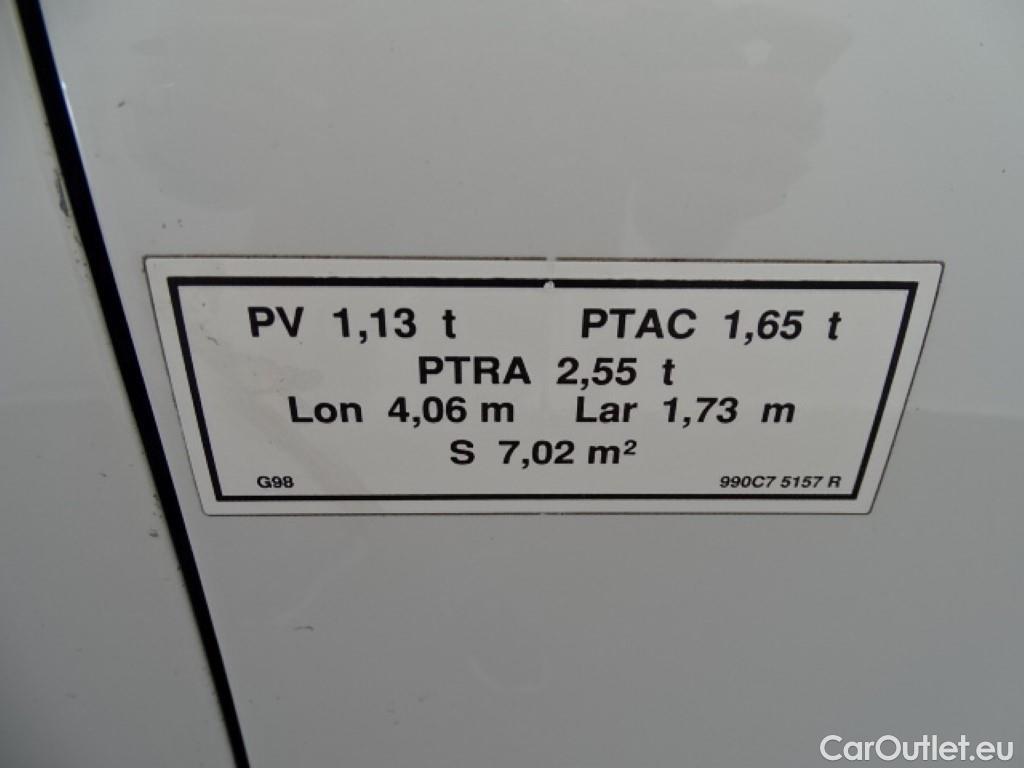 PV 1,13 t PTAC 1,65 t
PTRA 2,55 t
Lon 4,06 m Lar 1,73 m
S 7,02 m²
G98 990C7 5157 R
CarOutlet.eu